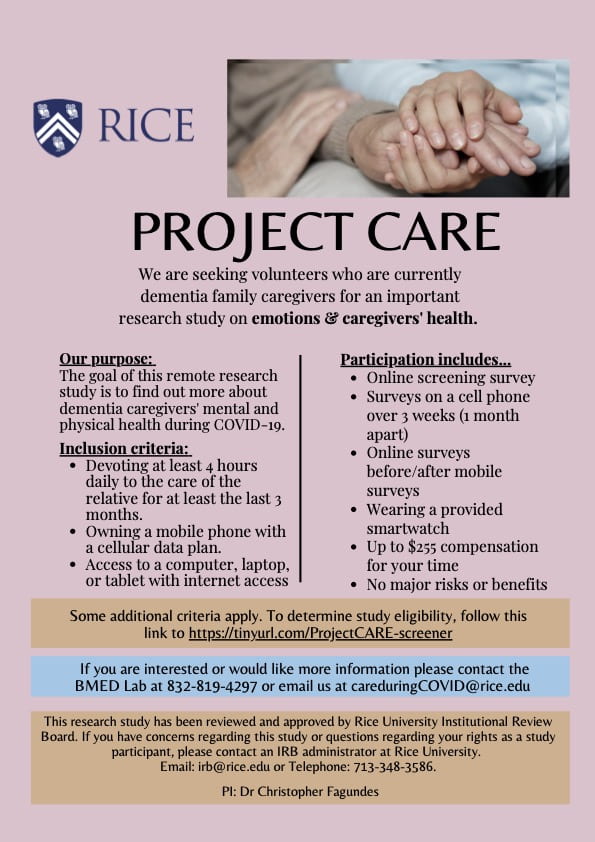 RICE
PROJECT CARE
We are seeking volunteers who are currently
dementia family caregivers for an important
research study on emotions & caregivers' health.
Our purpose:
The goal of this remote research
study is to find out more about
dementia caregivers' mental and
physical health during COVID-19.
Inclusion criteria:
• Devoting at least 4 hours
daily to the care of the
relative for at least the last 3
months.
• Owning a mobile phone with
a cellular data plan.
• Access to a computer, laptop,
or tablet with internet access
Participation includes...
• Online screening survey
• Surveys on a cell phone
over 3 weeks (1 month
apart)
• Online surveys
before/after mobile
surveys
• Wearing a provided
smartwatch
• Up to $255 compensation
for your time
• No major risks or benefits
Some additional criteria apply. To determine study eligibility, follow this
link to https://tinyurl.com/ProjectCARE-screener
If you are interested or would like more information please contact the
BMED Lab at 832-819-4297 or email us at careduringCOVID@rice.edu
This research study has been reviewed and approved by Rice University Institutional Review
Board. If you have concerns regarding this study or questions regarding your rights as a study
participant, please contact an IRB administrator at Rice University.
Email: irb@rice.edu or Telephone: 713-348-3586.
PI: Dr Christopher Fagundes